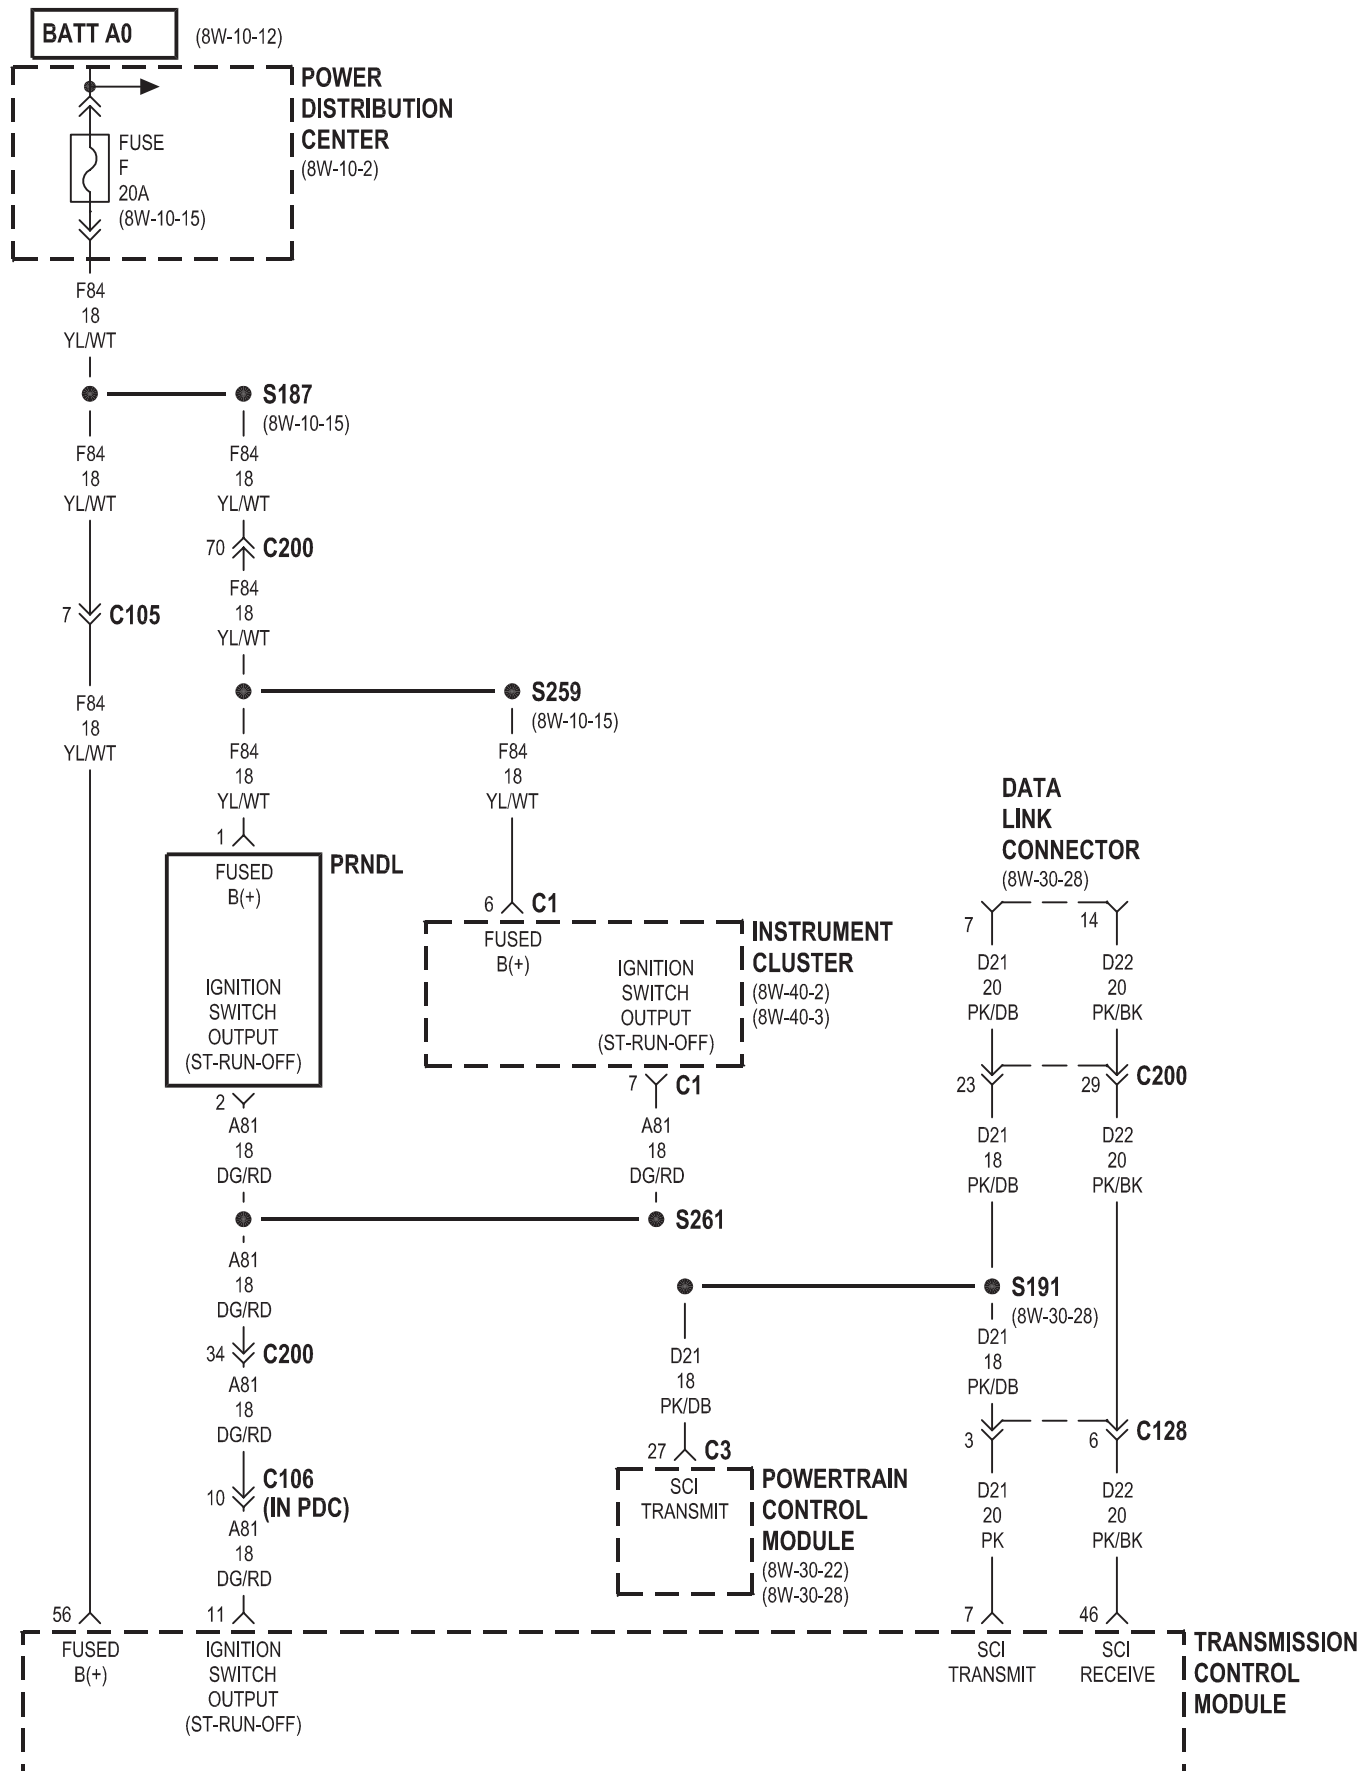 BATT A0
(8W-10-12)
POWER
DISTRIBUTION
CENTER
(8W-10-2)
FUSE
F
20A
(8W-10-15)
F84
18
YL/WT
S187
(8W-10-15)
F84
18
YL/WT
F84
18
YL/WT
70
C200
F84
18
YL/WT
7
C105
F84
18
YL/WT
S259
(8W-10-15)
F84
18
YL/WT
F84
18
YL/WT
1
PRNDL
FUSED
B(+)
IGNITION
SWITCH
OUTPUT
(ST-RUN-OFF)
2
A81
18
DG/RD
6
C1
FUSED
B(+)
IGNITION
SWITCH
OUTPUT
(ST-RUN-OFF)
INSTRUMENT
CLUSTER
(8W-40-2)
(8W-40-3)
7
C1
A81
18
DG/RD
S261
A81
18
DG/RD
34
C200
A81
18
DG/RD
10
C106
(IN PDC)
A81
18
DG/RD
DATA
LINK
CONNECTOR
(8W-30-28)
7
14
D21
20
PK/DB
D22
20
PK/BK
23
29
C200
D21
18
PK/DB
D22
20
PK/BK
S191
(8W-30-28)
D21
18
PK/DB
D21
18
PK/DB
27
C3
SCI
TRANSMIT
POWERTRAIN
CONTROL
MODULE
(8W-30-22)
(8W-30-28)
3
6
C128
D21
20
PK
D22
20
PK/BK
56
11
7
46
FUSED
B(+)
IGNITION
SWITCH
OUTPUT
(ST-RUN-OFF)
SCI
TRANSMIT
SCI
RECEIVE
TRANSMISSION
CONTROL
MODULE